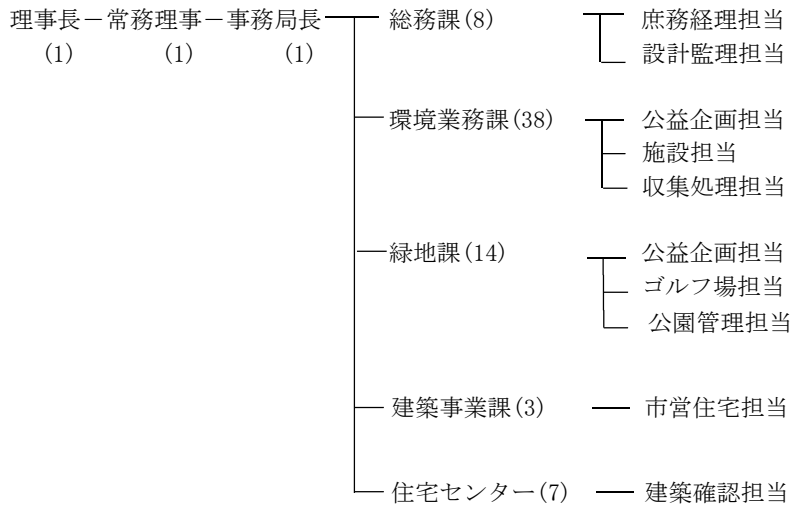 理事長－常務理事－事務局長 総務課(8) 庶務経理担当
(1) (1) (1) 設計監理担当
環境業務課(38) 公益企画担当
施設担当
収集処理担当
緑地課(14) 公益企画担当
ゴルフ場担当
公園管理担当
建築事業課(3) 市営住宅担当
住宅センター(7) 建築確認担当